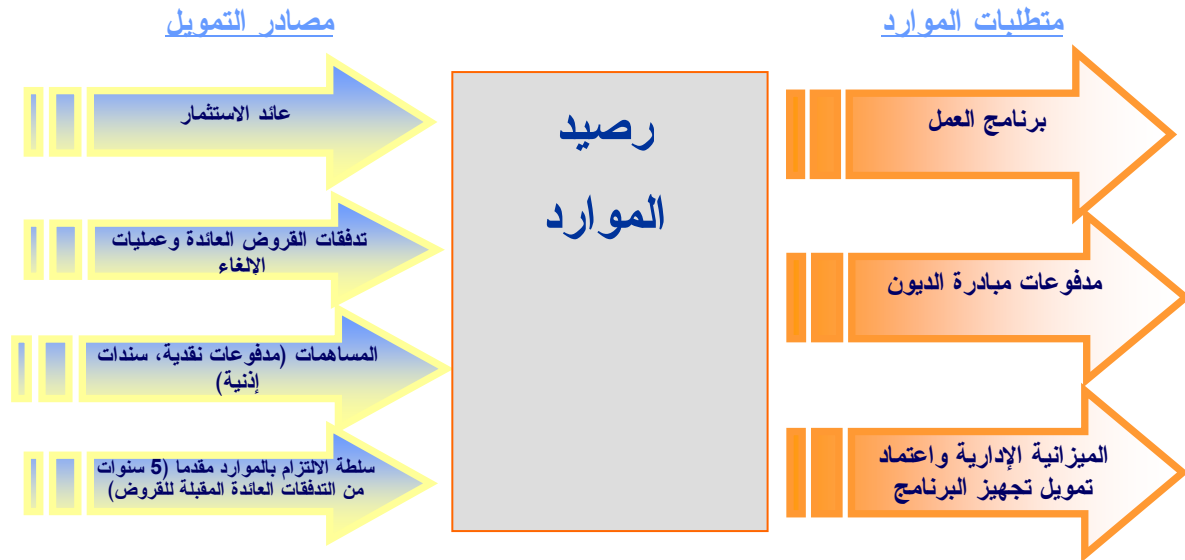 متطلبات الموارد
برنامج العمل
مدفوعات مبادرة الديون
الميزانية الإدارية واعتماد
تمويل تجهيز البرنامج
رصيد
الموارد
مصادر التمويل
عائد الاستثمار
تدفقات القروض العائدة وعمليات
الإلغاء
المساهمات (مدفوعات نقدية، سندات
إذنية)
سلطة الالتزام بالموارد مقدما (5 سنوات
من التدفقات العائدة المقبلة للقروض)